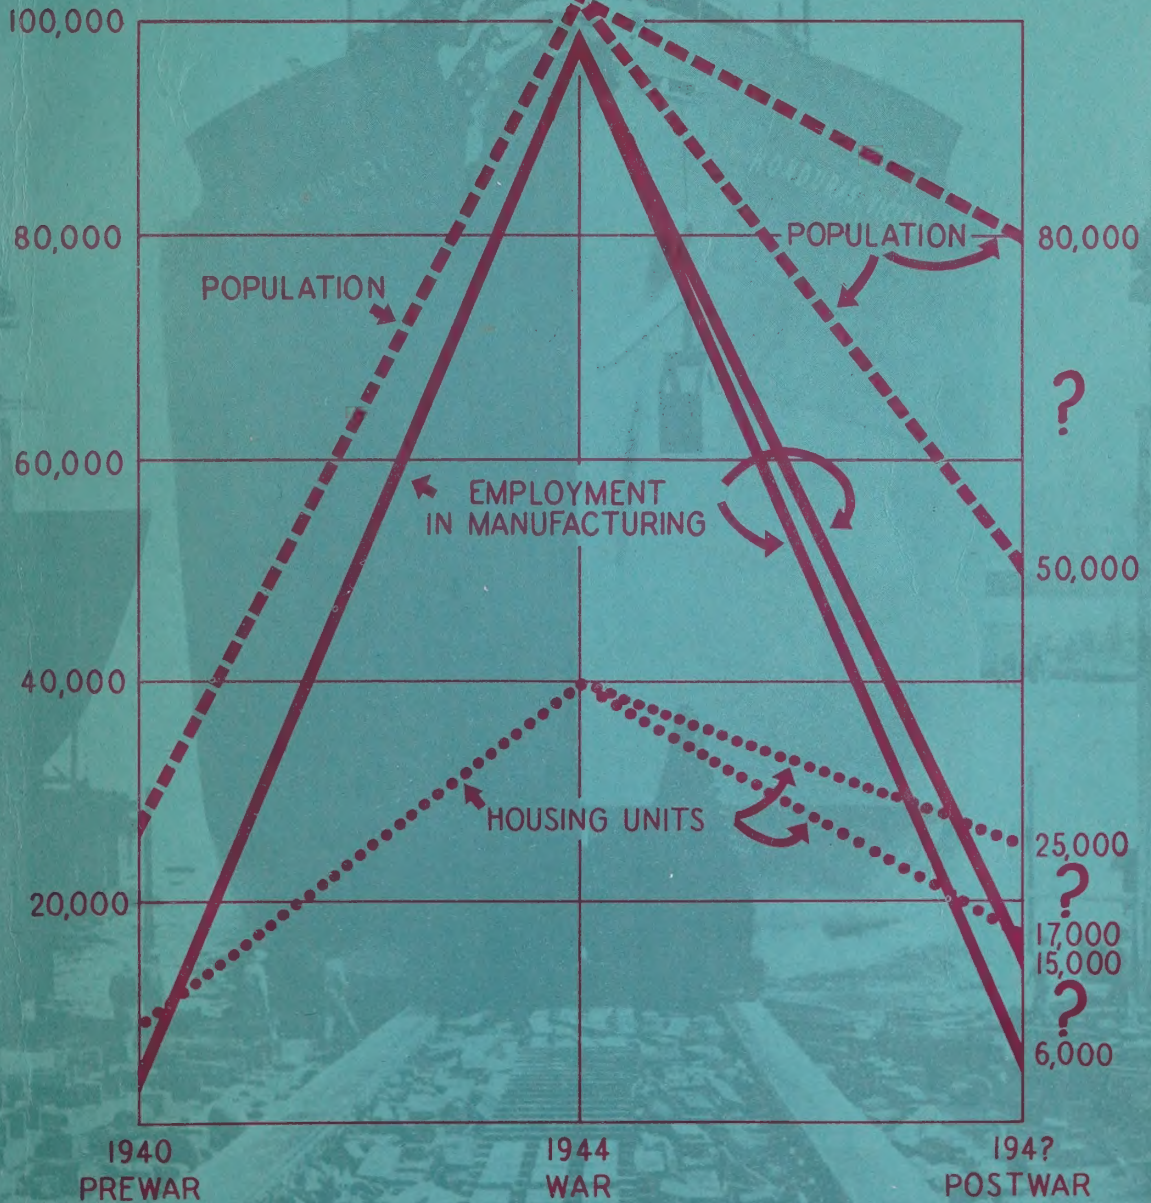 100,000
80,000
POPULATION
80,000
POPULATION
?
60,000
EMPLOYMENT
IN MANUFACTURING
50,000
40,000
HOUSING UNITS
25,000
?
20,000
17,000
15,000
?
6,000
1940
PREWAR
1944
WAR
194?
POSTWAR